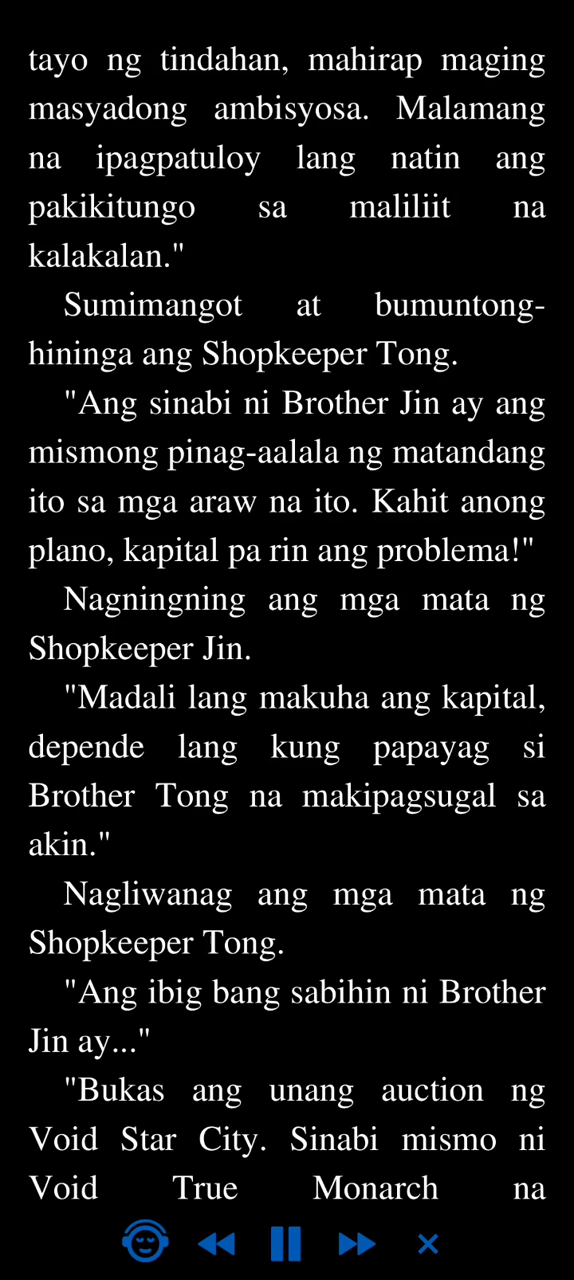 tayo ng tindahan, mahirap maging
masyadong ambisyosa. Malamang
na ipagpatuloy lang natin ang
pakikitungo sa maliliit na
kalakalan."
Sumimangot at bumuntong-
hininga ang Shopkeeper Tong.
"Ang sinabi ni Brother Jin ay ang
mismong pinag-aalala ng matandang
ito sa mga araw na ito. Kahit anong
plano, kapital pa rin ang problema!"
Nagningning ang mga mata ng
Shopkeeper Jin.
"Madali lang makuha ang kapital,
depende lang kung papayag si
Brother Tong na makipagsugal sa
akin."
Nagliwanag ang mga mata ng
Shopkeeper Tong.
"Ang ibig bang sabihin ni Brother
Jin ay..."
"Bukas ang unang auction ng
Void Star City. Sinabi mismo ni
Void True Monarch na